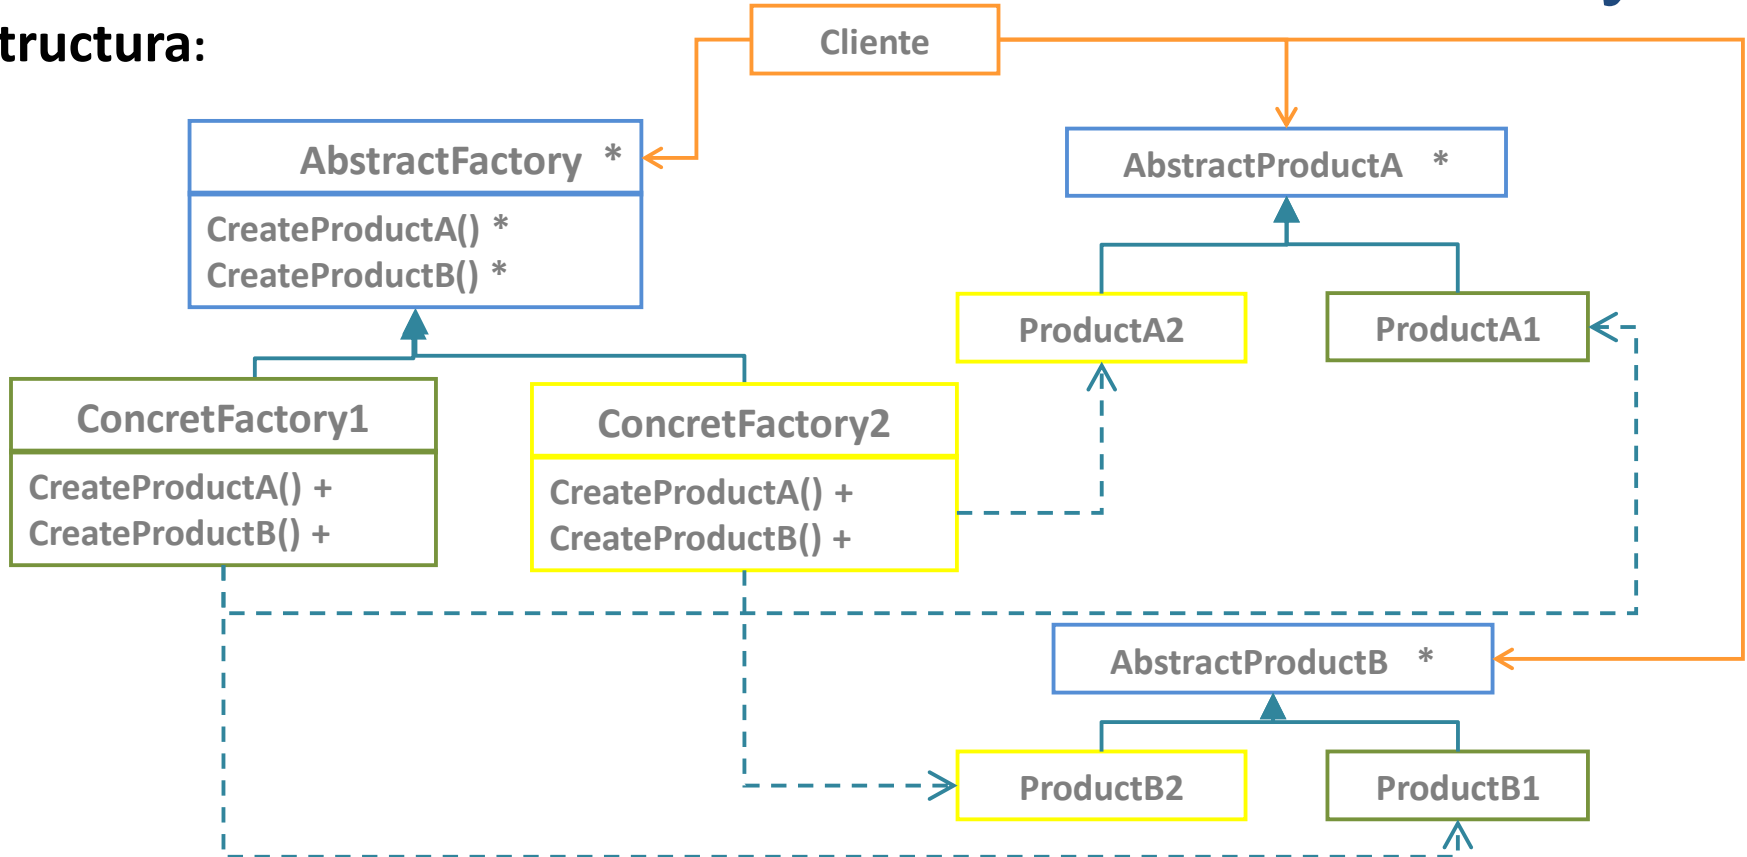 tructura:
Cliente
AbstractFactory *
CreateProductA() *
CreateProductB() *
AbstractProductA *
ProductA2
ProductA1
ConcretFactory1
CreateProductA() +
CreateProductB() +
ConcretFactory2
CreateProductA() +
CreateProductB() +
AbstractProductB *
ProductB2
ProductB1